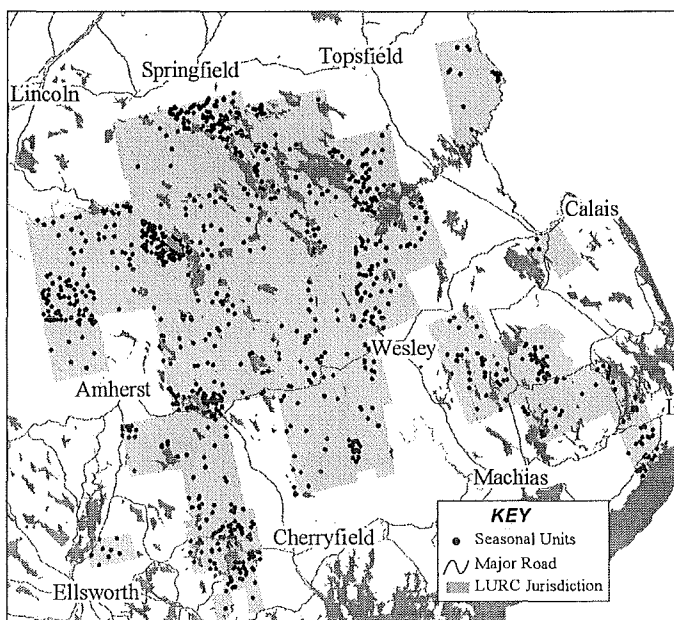 Topsfield
Springfield
Lincoln
Calais
Wesley
Amherst
Machias
Cherryfield
Ellsworth
KEY
Seasonal Units
Major Road
LURC Jurisdiction